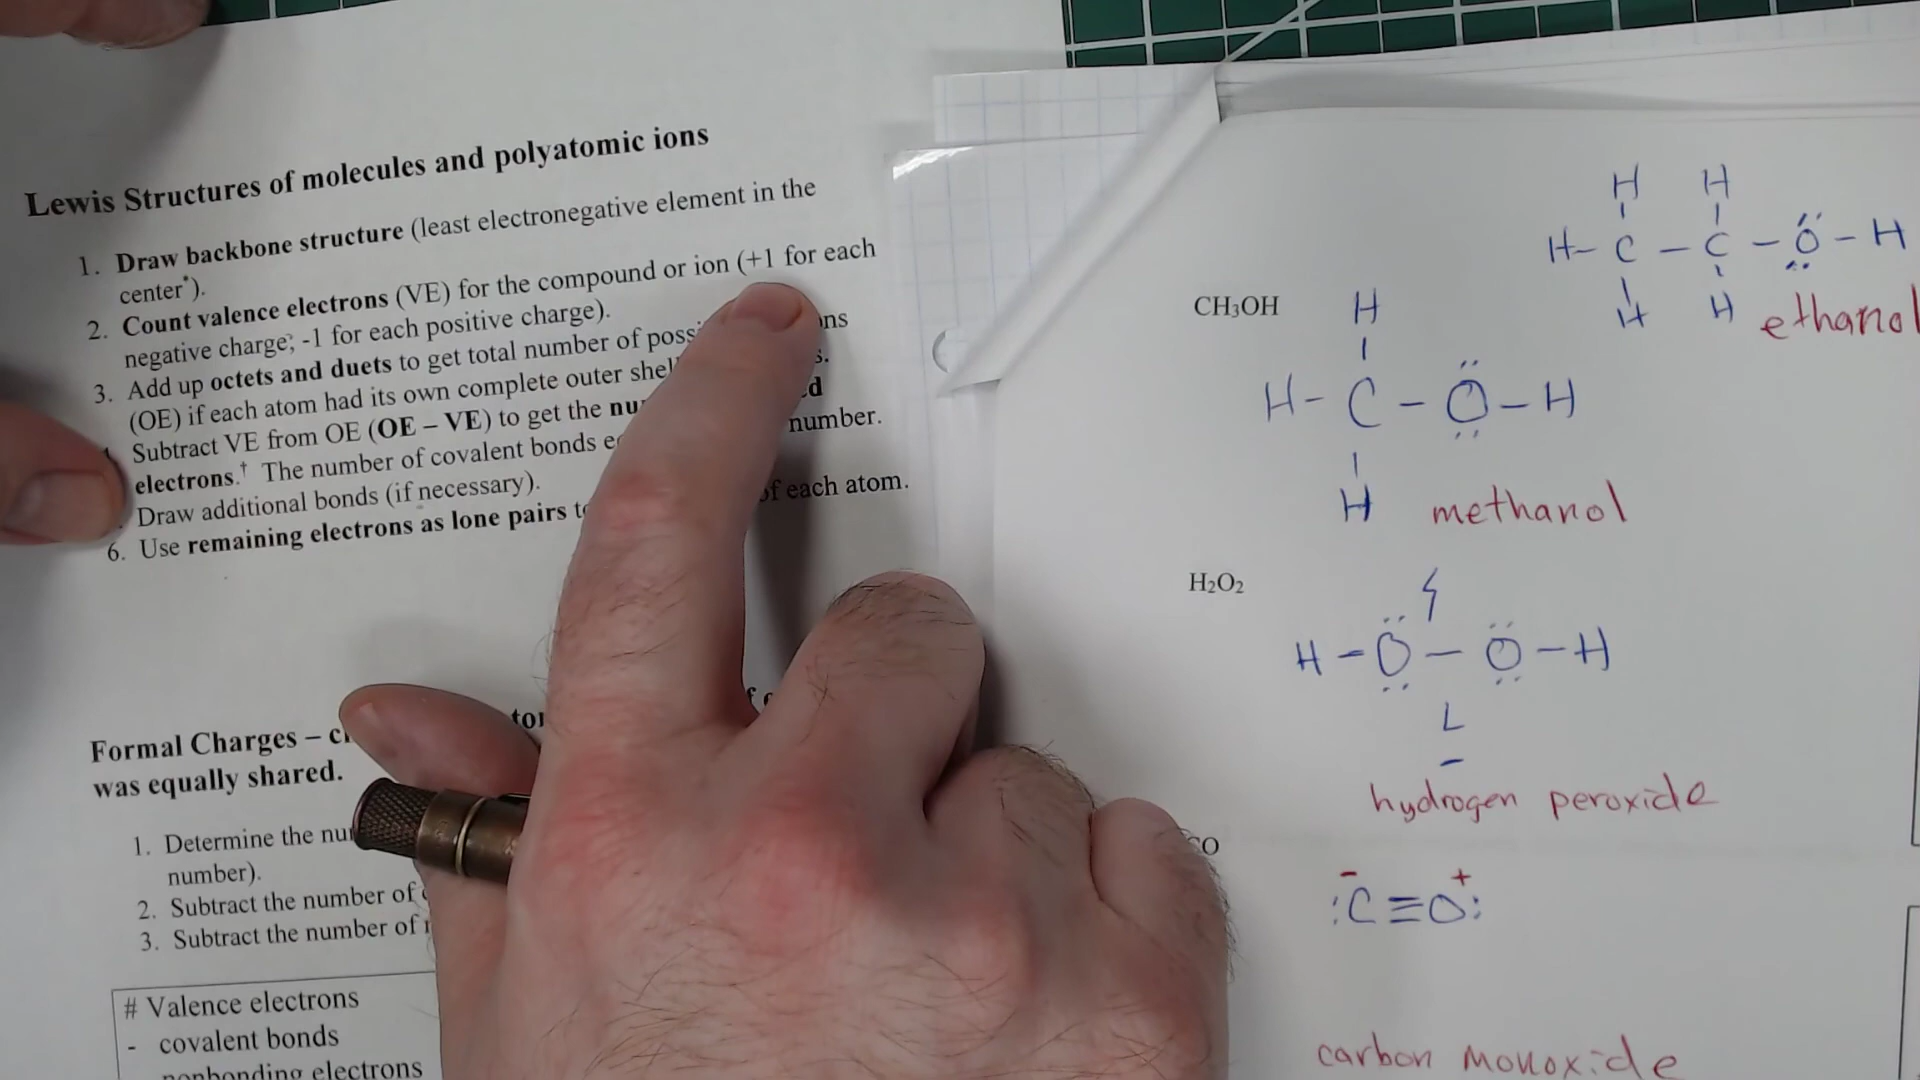 Lewis Structures of molecules and polyatomic ions
1. Draw backbone structure (least electronegative element in the
center*).
2. Count valence electrons (VE) for the compound or ion (+1 for each
negative charge; -1 for each positive charge).
3. Add up octets and duets to get total number of
(OE) if each atom had its own complete outer
Subtract VE from OE (OE – VE) to get the
electrons.† The number of covalent bonds number.
Draw additional bonds (if necessary).
6. Use remaining electrons as lone pairs of each atom.
Formal Charges –
was equally shared.
1. Determine the
number).
2. Subtract the number of
3. Subtract the number of
# Valence electrons
- covalent bonds
nonbonding electrons
H H
H - C - C - O - H
H H
ethanol
CH3OH
H
H - C - O - H
H
methanol
H2O2
H - O - O - H
hydrogen peroxide
CO
- +
:C≡O:
carbon monoxide